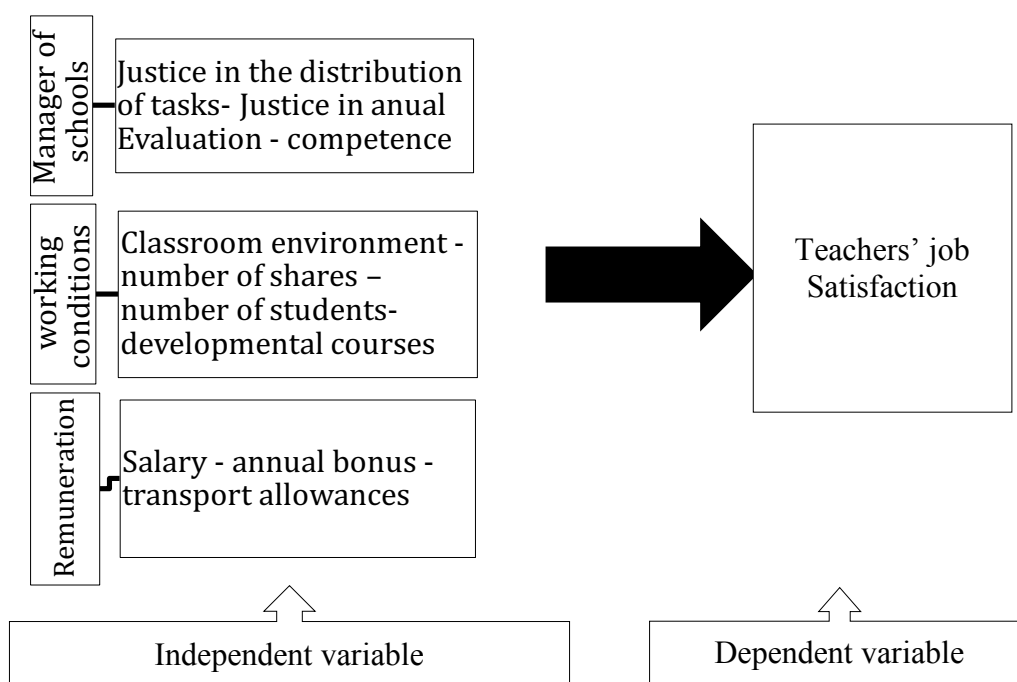 Manager of
schools
Justice in the distribution
of tasks- Justice in anual
Evaluation - competence
working
conditions
Classroom environment -
number of shares –
number of students-
developmental courses
Remuneration
Salary - annual bonus -
transport allowances
Teachers’ job
Satisfaction
Independent variable
Dependent variable